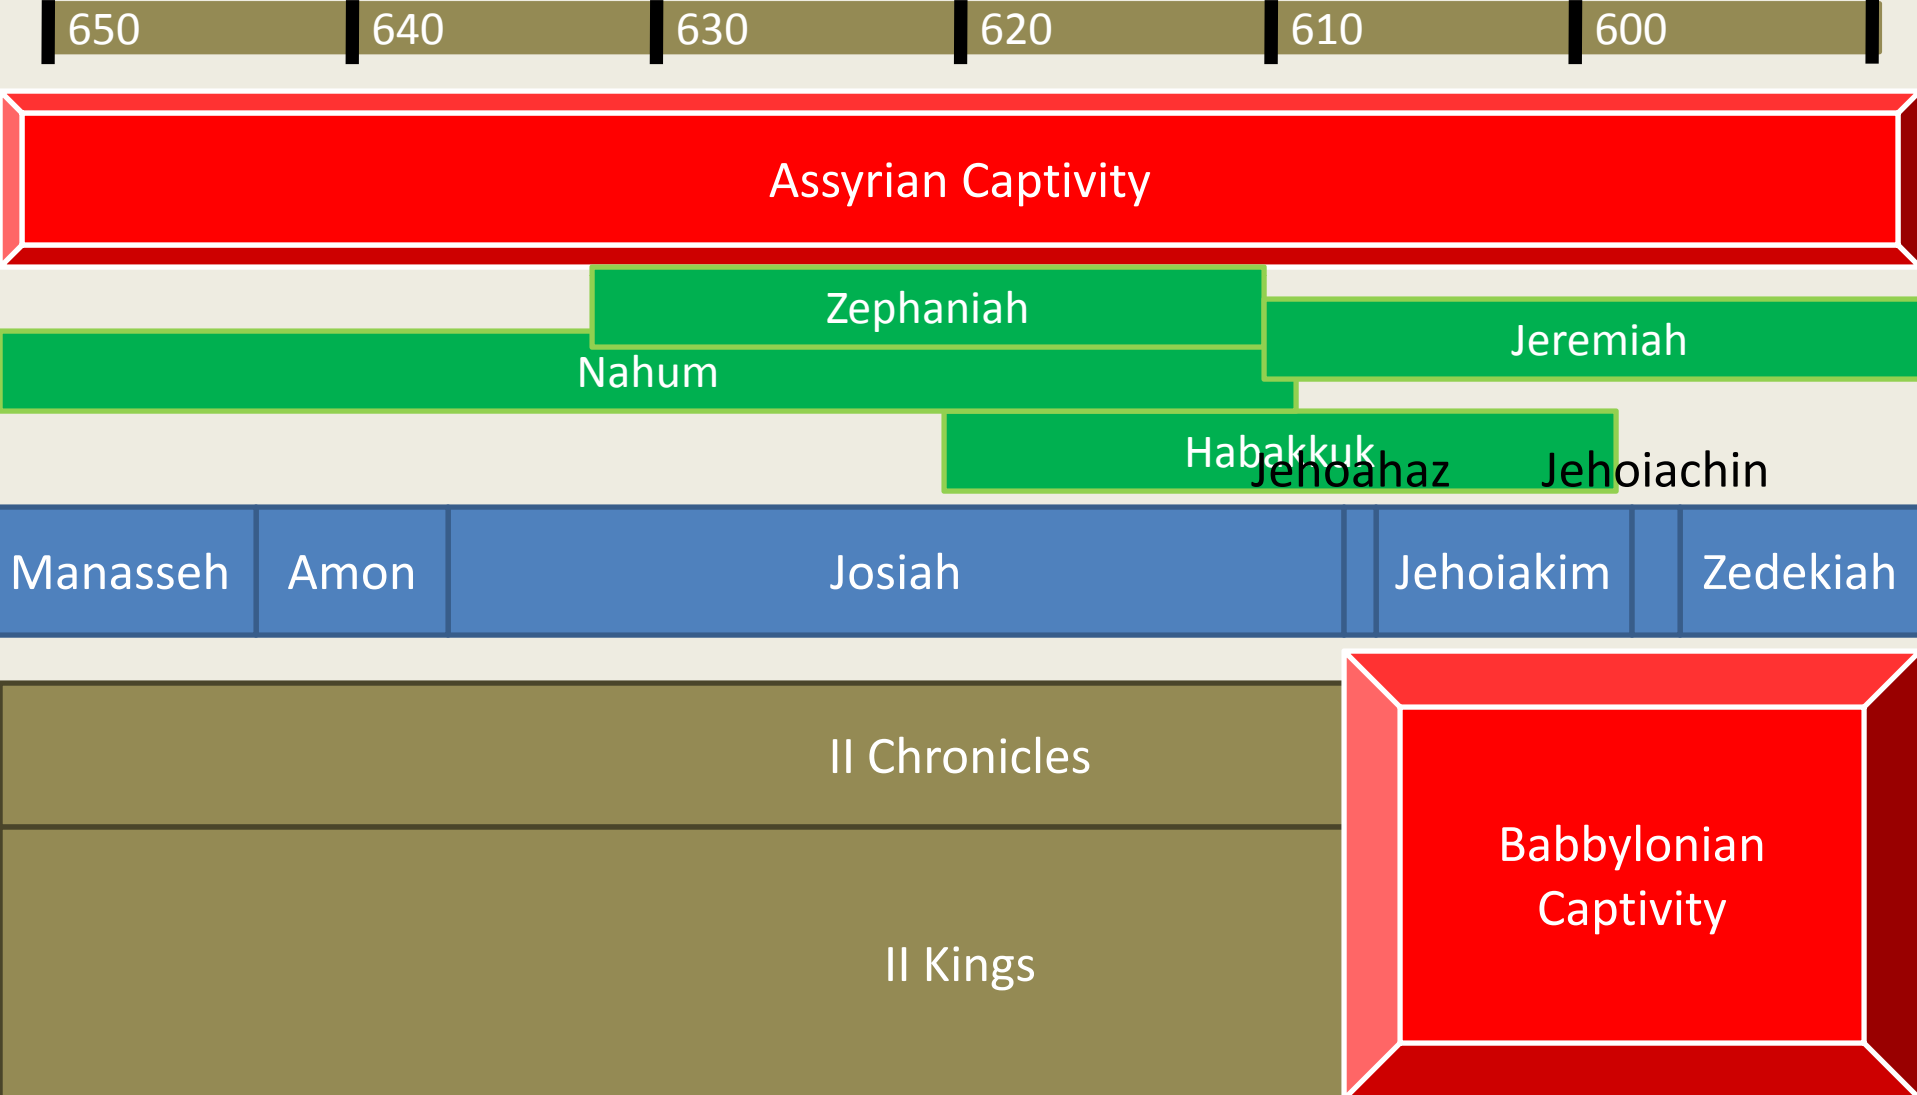 650 640 630 620 610 600
Assyrian Captivity
Zephaniah
Jeremiah
Nahum
Habakkuk
Jehoahaz Jehoiachin
Manasseh Amon Josiah Jehoiakim Zedekiah
II Chronicles
Babbylonian
Captivity
II Kings